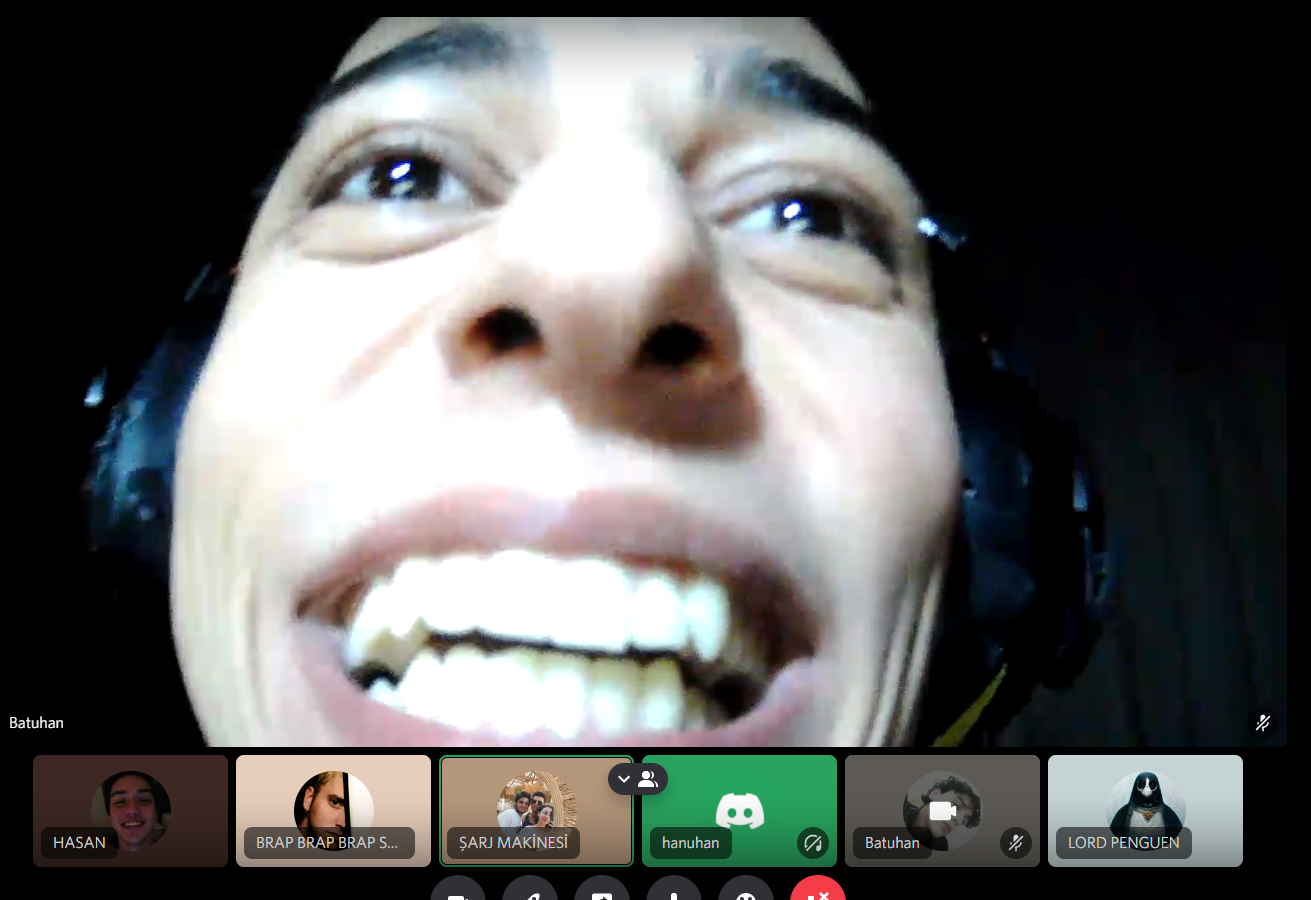 Batuhan
HASAN
BRAP BRAP BRAP S...
ŞARJ MAKİNESİ
hanuhan
Batuhan
LORD PENGUEN